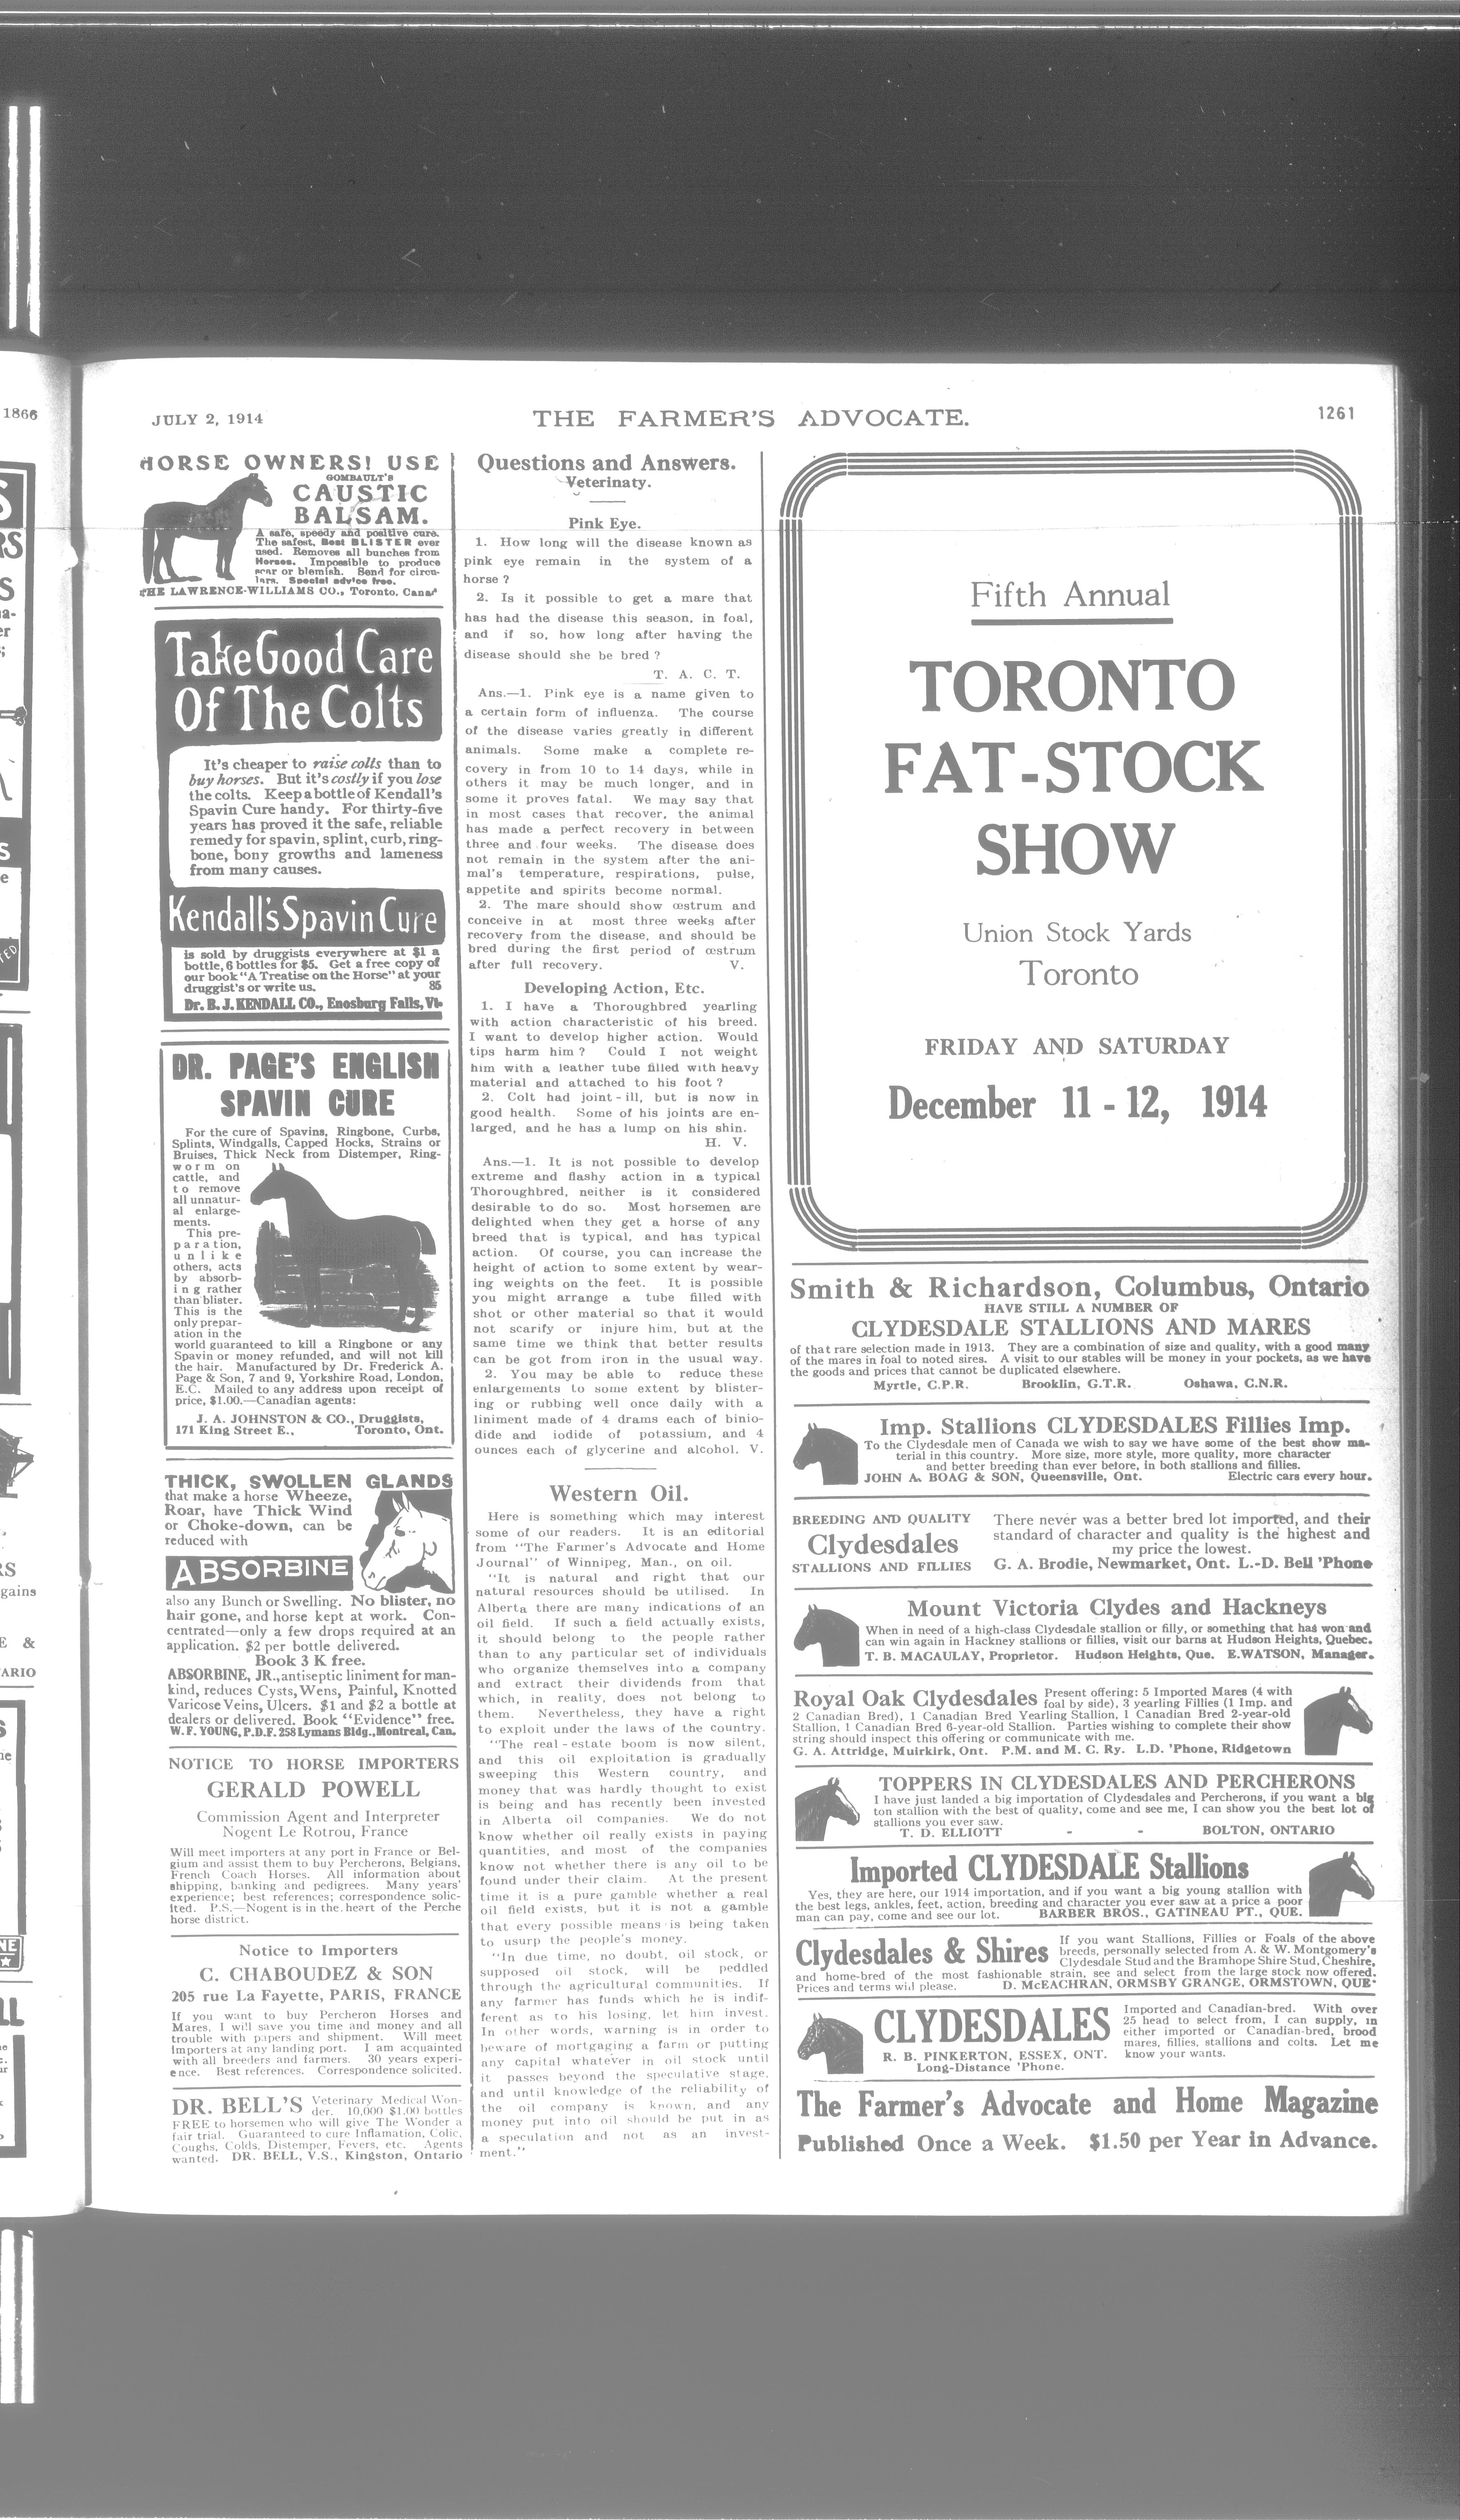 JULY 2, 1914
THE FARMER'S ADVOCATE.
1261
HORSE OWNERS! USE
GOMBAULT'S
CAUSTIC
BALSAM.
A safe, speedy and positive cure.
The safest, Best BLISTER ever
used. Removes all bunches from
Horses. Impossible to produce
scar or blemish. Send for circu-
lars. Special advice free.
THE LAWRENCE-WILLIAMS CO., Toronto, Cana
Take Good Care
Of The Colts
It's cheaper to raise colts than to
buy horses. But it's costly if you lose
the colts. Keep a bottle of Kendall's
Spavin Cure handy. For thirty-five
years has proved it the safe, reliable
remedy for spavin, splint, curb, ring-
bone, bony growths and lameness
from many causes.
Kendall's Spavin Cure
is sold by druggists everywhere at $1 a
bottle, 6 bottles for $5. Get a free copy of
our book "A Treatise on the Horse" at your
druggist's or write us. 85
Dr. B. J. KENDALL CO., Enosburg Falls, Vt.
DR. PAGE'S ENGLISH
SPAVIN CURE
For the cure of Spavins, Ringbone, Curbs,
Splints, Windgalls, Capped Hocks, Strains or
Bruises, Thick Neck from Distemper, Ring-
worm on
cattle, and
to remove
all unnatur-
al enlarge-
ments.
This pre-
paration,
unlike
others, acts
by absorb-
ing rather
than blister.
This is the
only prepar-
ation in the
world guaranteed to kill a Ringbone or any
Spavin or money refunded, and will not kill
the hair. Manufactured by Dr. Frederick A.
Page & Son, 7 and 9, Yorkshire Road, London,
E.C. Mailed to any address upon receipt of
price, $1.00.—Canadian agents:
J. A. JOHNSTON & CO., Druggists,
171 King Street E., Toronto, Ont.
THICK, SWOLLEN GLANDS
that make a horse Wheeze,
Roar, have Thick Wind
or Choke-down, can be
reduced with
ABSORBINE
also any Bunch or Swelling. No blister, no
hair gone, and horse kept at work. Con-
centrated—only a few drops required at an
application. $2 per bottle delivered.
Book 3 K free.
ABSORBINE, JR., antiseptic liniment for man-
kind, reduces Cysts, Wens, Painful, Knotted
Varicose Veins, Ulcers. $1 and $2 a bottle at
dealers or delivered. Book "Evidence" free.
W. F. YOUNG, P.D.F. 258 Lymans Bldg., Montreal, Can.
NOTICE TO HORSE IMPORTERS
GERALD POWELL
Commission Agent and Interpreter
Nogent Le Rotrou, France
Will meet importers at any port in France or Bel-
gium and assist them to buy Percherons, Belgians,
French Coach Horses. All information about
shipping, banking and pedigrees. Many years'
experience; best references; correspondence solic-
ited. P.S.—Nogent is in the heart of the Perche
horse district.
Notice to Importers
C. CHABOUDEZ & SON
205 rue La Fayette, PARIS, FRANCE
If you want to buy Percheron Horses and
Mares, I will save you time and money and all
trouble with papers and shipment. Will meet
Importers at any landing port. I am acquainted
with all breeders and farmers. 30 years experi-
ence. Best references. Correspondence solicited.
DR. BELL'S Veterinary Medical Won-
der. 10,000 $1.00 bottles
FREE to horsemen who will give The Wonder a
fair trial. Guaranteed to cure Inflamation, Colic,
Coughs, Colds, Distemper, Fevers, etc. Agents
wanted. DR. BELL, V.S., Kingston, Ontario
Questions and Answers.
Veterinaty.
Pink Eye.
1. How long will the disease known as
pink eye remain in the system of a
horse ?
2. Is it possible to get a mare that
has had the disease this season, in foal,
and if so, how long after having the
disease should she be bred ?
T. A. C. T.
Ans.—1. Pink eye is a name given to
a certain form of influenza. The course
of the disease varies greatly in different
animals. Some make a complete re-
covery in from 10 to 14 days, while in
others it may be much longer, and in
some it proves fatal. We may say that
in most cases that recover, the animal
has made a perfect recovery in between
three and four weeks. The disease does
not remain in the system after the ani-
mal's temperature, respirations, pulse,
appetite and spirits become normal.
2. The mare should show œstrum and
conceive in at most three weeks after
recovery from the disease, and should be
bred during the first period of œstrum
after full recovery. V.
Developing Action, Etc.
1. I have a Thoroughbred yearling
with action characteristic of his breed.
I want to develop higher action. Would
tips harm him ? Could I not weight
him with a leather tube filled with heavy
material and attached to his foot ?
2. Colt had joint-ill, but is now in
good health. Some of his joints are en-
larged, and he has a lump on his shin.
H. V.
Ans.—1. It is not possible to develop
extreme and flashy action in a typical
Thoroughbred, neither is it considered
desirable to do so. Most horsemen are
delighted when they get a horse of any
breed that is typical, and has typical
action. Of course, you can increase the
height of action to some extent by wear-
ing weights on the feet. It is possible
you might arrange a tube filled with
shot or other material so that it would
not scarify or injure him, but at the
same time we think that better results
can be got from iron in the usual way.
2. You may be able to reduce these
enlargements to some extent by blister-
ing or rubbing well once daily with a
liniment made of 4 drams each of binio-
dide and iodide of potassium, and 4
ounces each of glycerine and alcohol. V.
Western Oil.
Here is something which may interest
some of our readers. It is an editorial
from "The Farmer's Advocate and Home
Journal" of Winnipeg, Man., on oil.
"It is natural and right that our
natural resources should be utilised. In
Alberta there are many indications of an
oil field. If such a field actually exists,
it should belong to the people rather
than to any particular set of individuals
who organize themselves into a company
and extract their dividends from that
which, in reality, does not belong to
them. Nevertheless, they have a right
to exploit under the laws of the country.
"The real-estate boom is now silent,
and this oil exploitation is gradually
sweeping this Western country, and
money that was hardly thought to exist
is being and has recently been invested
in Alberta oil companies. We do not
know whether oil really exists in paying
quantities, and most of the companies
know not whether there is any oil to be
found under their claim. At the present
time it is a pure gamble whether a real
oil field exists, but it is not a gamble
that every possible means is being taken
to usurp the people's money.
"In due time, no doubt, oil stock, or
supposed oil stock, will be peddled
through the agricultural communities. If
any farmer has funds which he is indif-
ferent as to his losing, let him invest.
In other words, warning is in order to
beware of mortgaging a farm or putting
any capital whatever in oil stock until
it passes beyond the speculative stage,
and until knowledge of the reliability of
the oil company is known, and any
money put into oil should be put in as
a speculation and not as an invest-
ment."
Fifth Annual
TORONTO
FAT-STOCK
SHOW
Union Stock Yards
Toronto
FRIDAY AND SATURDAY
December 11 - 12, 1914
Smith & Richardson, Columbus, Ontario
HAVE STILL A NUMBER OF
CLYDESDALE STALLIONS AND MARES
of that rare selection made in 1913. They are a combination of size and quality, with a good many
of the mares in foal to noted sires. A visit to our stables will be money in your pockets, as we have
the goods and prices that cannot be duplicated elsewhere.
Myrtle, C.P.R. Brooklin, G.T.R. Oshawa, C.N.R.
Imp. Stallions CLYDESDALES Fillies Imp.
To the Clydesdale men of Canada we wish to say we have some of the best show ma-
terial in this country. More size, more style, more quality, more character
and better breeding than ever before, in both stallions and fillies.
JOHN A. BOAG & SON, Queensville, Ont. Electric cars every hour.
BREEDING AND QUALITY
Clydesdales
STALLIONS AND FILLIES
There never was a better bred lot imported, and their
standard of character and quality is the highest and
my price the lowest.
G. A. Brodie, Newmarket, Ont. L.-D. Bell 'Phone
Mount Victoria Clydes and Hackneys
When in need of a high-class Clydesdale stallion or filly, or something that has won and
can win again in Hackney stallions or fillies, visit our barns at Hudson Heights, Quebec.
T. B. MACAULAY, Proprietor. Hudson Heights, Que. E.WATSON, Manager.
Royal Oak Clydesdales Present offering: 5 Imported Mares (4 with
foal by side), 3 yearling Fillies (1 Imp. and
2 Canadian Bred), 1 Canadian Bred Yearling Stallion, 1 Canadian Bred 2-year-old
Stallion, 1 Canadian Bred 6-year-old Stallion. Parties wishing to complete their show
string should inspect this offering or communicate with me.
G. A. Attridge, Muirkirk, Ont. P.M. and M. C. Ry. L.D. 'Phone, Ridgetown
TOPPERS IN CLYDESDALES AND PERCHERONS
I have just landed a big importation of Clydesdales and Percherons, if you want a big
ton stallion with the best of quality, come and see me, I can show you the best lot of
stallions you ever saw.
T. D. ELLIOTT - - BOLTON, ONTARIO
Imported CLYDESDALE Stallions
Yes, they are here, our 1914 importation, and if you want a big young stallion with
the best legs, ankles, feet, action, breeding and character you ever saw at a price a poor
man can pay, come and see our lot. BARBER BROS., GATINEAU PT., QUE.
Clydesdales & Shires If you want Stallions, Fillies or Foals of the above
breeds, personally selected from A. & W. Montgomery's
Clydesdale Stud and the Bramhope Shire Stud, Cheshire,
and home-bred of the most fashionable strain, see and select from the large stock now offered.
Prices and terms will please. D. McEACHRAN, ORMSBY GRANGE, ORMSTOWN, QUE.
CLYDESDALES
R. B. PINKERTON, ESSEX, ONT.
Long-Distance 'Phone.
Imported and Canadian-bred. With over
25 head to select from, I can supply, in
either imported or Canadian-bred, brood
mares, fillies, stallions and colts. Let me
know your wants.
The Farmer's Advocate and Home Magazine
Published Once a Week. $1.50 per Year in Advance.
1866
gains